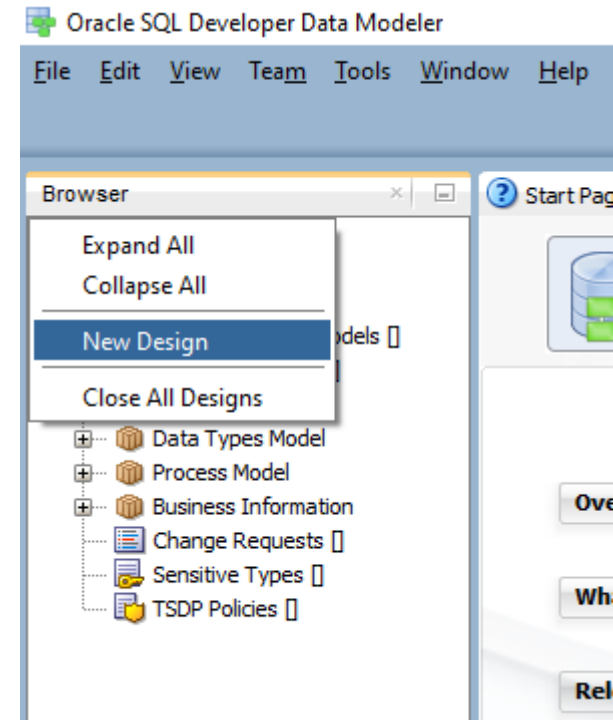 Oracle SQL Developer Data Modeler
File Edit View Team Tools Window Help
Browser
Start Pag
Expand All
Collapse All
New Design
odels []
]
Close All Designs
Data Types Model
Process Model
Business Information
Change Requests []
Sensitive Types []
TSDP Policies []
Ove
Wha
Rel